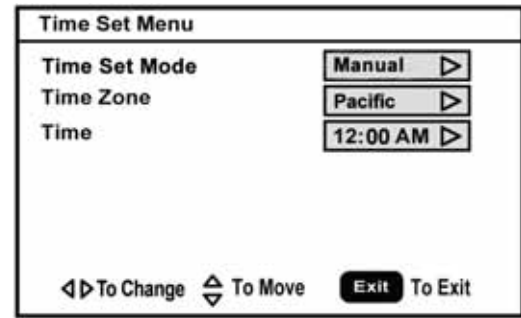 Time Set Menu
Time Set Mode Manual
Time Zone Pacific
Time 12:00 AM
To Change To Move Exit To Exit